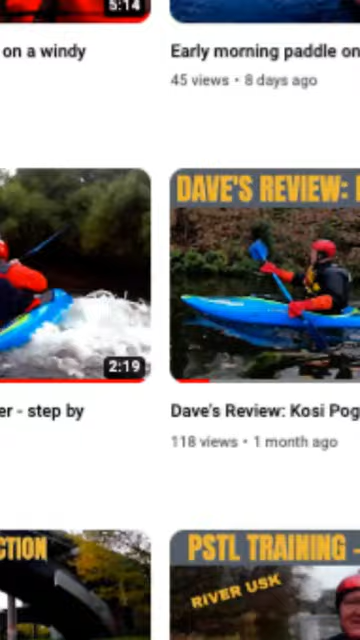 5:14
on a windy
Early morning paddle on
45 views • 8 days ago
DAVE'S REVIEW:
2:19
er - step by
Dave's Review: Kosi Pog
118 views • 1 month ago
CTION
PSTL TRAINING -
RIVER USK